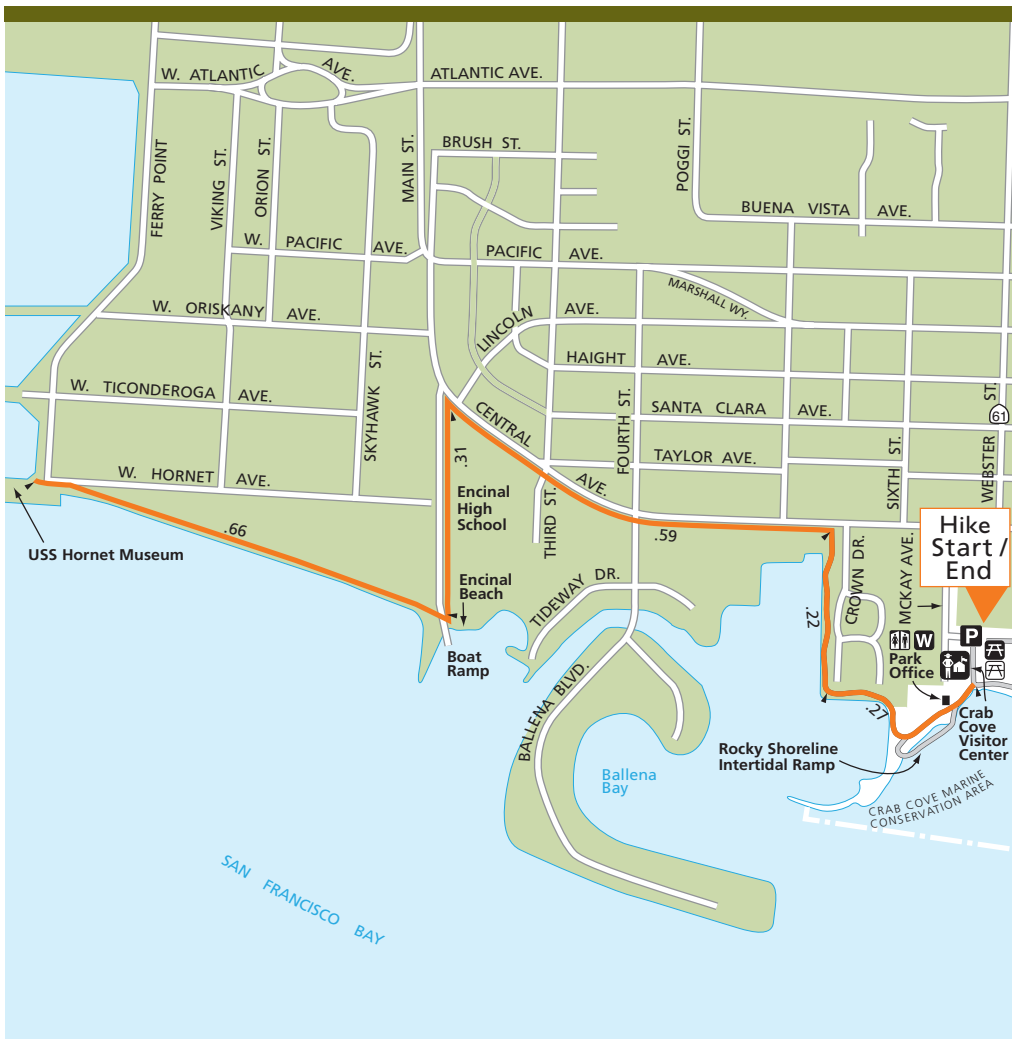 W. ATLANTIC AVE.
ATLANTIC AVE.
BRUSH ST.
FERRY POINT
VIKING ST.
ORION ST.
MAIN ST.
POGGI ST.
BUENA VISTA AVE.
W. PACIFIC AVE.
PACIFIC AVE.
MARSHALL WY.
W. ORISKANY AVE.
LINCOLN AVE.
HAIGHT AVE.
W. TICONDEROGA AVE.
SKYHAWK ST.
CENTRAL AVE.
FOURTH ST.
SANTA CLARA AVE.
61
TAYLOR AVE.
SIXTH ST.
WEBSTER ST.
W. HORNET AVE.
.31
Encinal
High
School
THIRD ST.
.66
.59
USS Hornet Museum
Hike
Start /
End
Encinal
Beach
TIDEWAY DR.
.22
CROWN DR.
MCKAY AVE.
P
W
Park
Office
Boat
Ramp
BALLENA BLVD.
.27
Crab
Cove
Visitor
Center
Rocky Shoreline
Intertidal Ramp
Ballena
Bay
CRAB COVE MARINE
CONSERVATION AREA
SAN FRANCISCO BAY